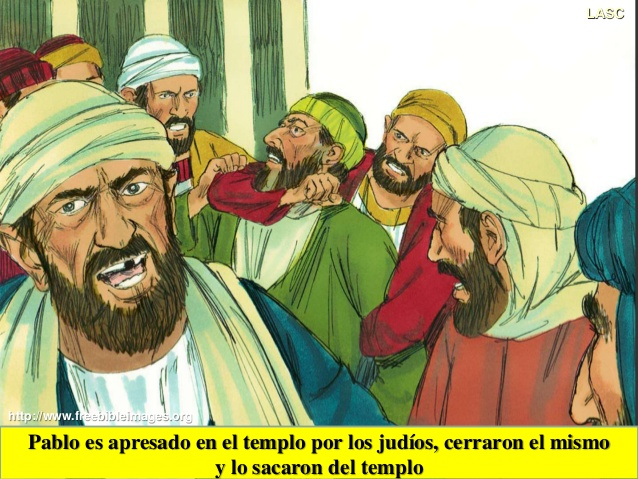 LASC
http://www.freebibleimages.org
Pablo es apresado en el templo por los judíos, cerraron el mismo
y lo sacaron del templo